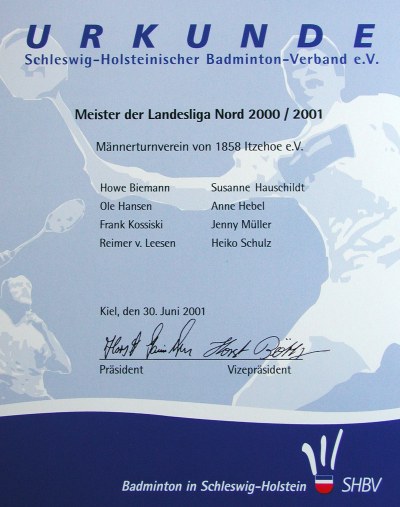 URKUNDE
Schleswig-Holsteinischer Badminton-Verband e.V.
Meister der Landesliga Nord 2000 / 2001
Männerturnverein von 1858 Itzehoe e.V.
Howe Biemann Susanne Hauschildt
Ole Hansen Anne Hebel
Frank Kossiski Jenny Müller
Reimer v. Leesen Heiko Schulz
Kiel, den 30. Juni 2001
Horst Horst
Präsident Vizepräsident
Badminton in Schleswig-Holstein SHBV